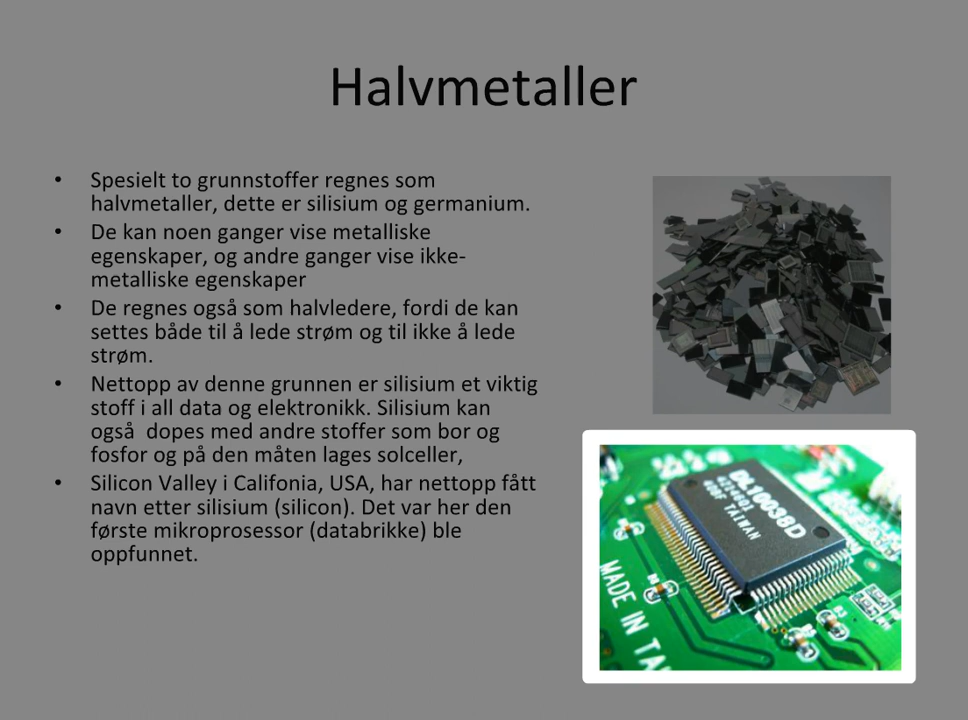 Halvmetaller
• Spesielt to grunnstoffer regnes som
halvmetaller, dette er silisium og germanium.
• De kan noen ganger vise metalliske
egenskaper, og andre ganger vise ikke-
metalliske egenskaper
• De regnes også som halvledere, fordi de kan
settes både til å lede strøm og til ikke å lede
strøm.
• Nettopp av denne grunnen er silisium et viktig
stoff i all data og elektronikk. Silisium kan
også  dopes med andre stoffer som bor og
fosfor og på den måten lages solceller,
• Silicon Valley i Califonia, USA, har nettopp fått
navn etter silisium (silicon). Det var her den
første mikroprosessor (databrikke) ble
oppfunnet.
DL10038D
TAIWAN
MADE IN TA